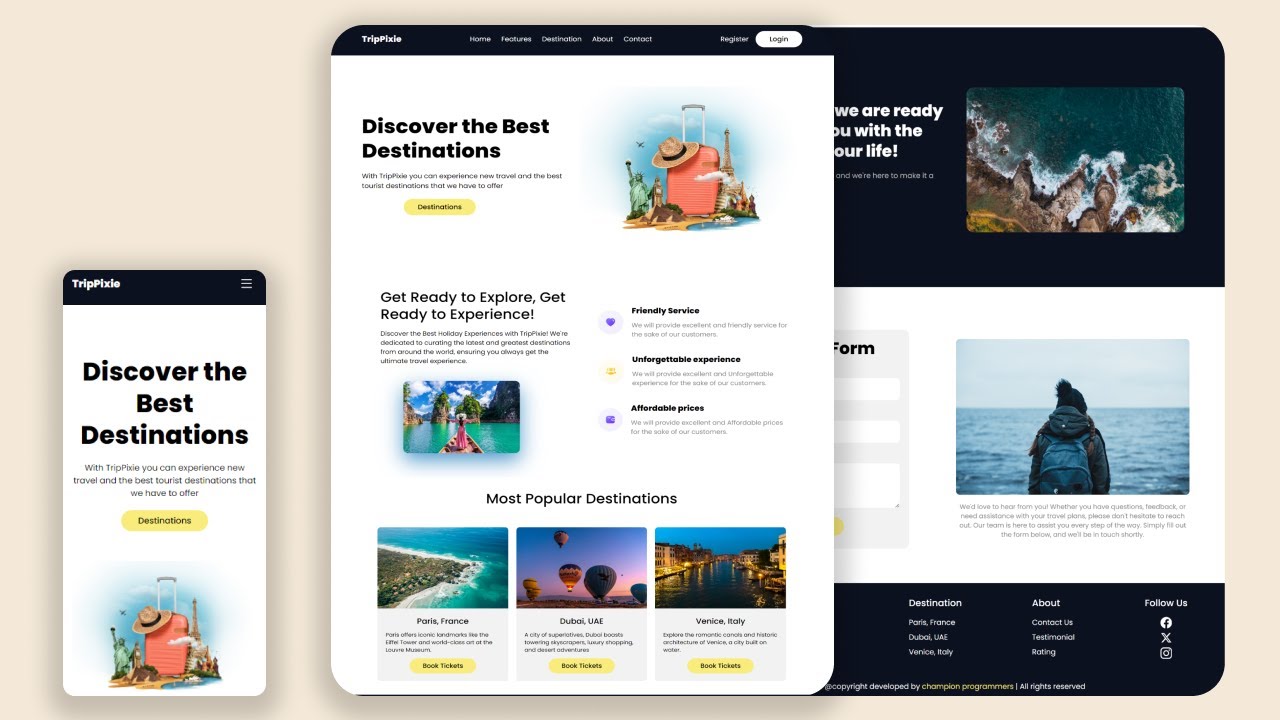 TripPixie
Discover the
Best
Destinations
With TripPixie you can experience new
travel and the best tourist destinations that
we have to offer
Destinations
TripPixie
Home Features Destination About Contact
Register Login
Discover the Best
Destinations
With TripPixie you can experience new travel and the best
tourist destinations that we have to offer
Destinations
Get Ready to Explore, Get
Ready to Experience!
Discover the Best Holiday Experiences with TripPixie! We're
dedicated to curating the latest and greatest destinations
from around the world, ensuring you always get the
ultimate travel experience.
Friendly Service
We will provide excellent and friendly service for
the sake of our customers.
Unforgettable experience
We will provide excellent and Unforgettable
experience for the sake of our customers.
Affordable prices
We will provide excellent and Affordable prices
for the sake of our customers.
Most Popular Destinations
Paris, France
Paris offers iconic landmarks like the
Eiffel Tower and world-class art at the
Louvre Museum.
Book Tickets
Dubai, UAE
A city of superlatives, Dubai boasts
towering skyscrapers, luxury shopping,
and desert adventures
Book Tickets
Venice, Italy
Explore the romantic canals and historic
architecture of Venice, a city built on
water.
Book Tickets
we are ready
ou with the
our life!
and we're here to make it a
Form
We'd love to hear from you! Whether you have questions, feedback, or
need assistance with your travel plans, please don't hesitate to reach
out. Our team is here to assist you every step of the way. Simply fill out
the form below, and we'll be in touch shortly.
Destination
Paris, France
Dubai, UAE
Venice, Italy
About
Contact Us
Testimonial
Rating
Follow Us
@copyright developed by champion programmers | All rights reserved